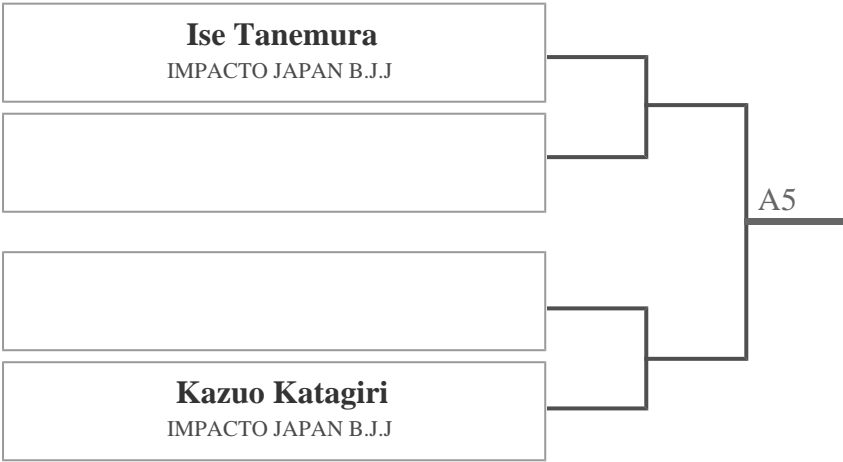 Ise Tanemura
IMPACTO JAPAN B.J.J
A5
Kazuo Katagiri
IMPACTO JAPAN B.J.J